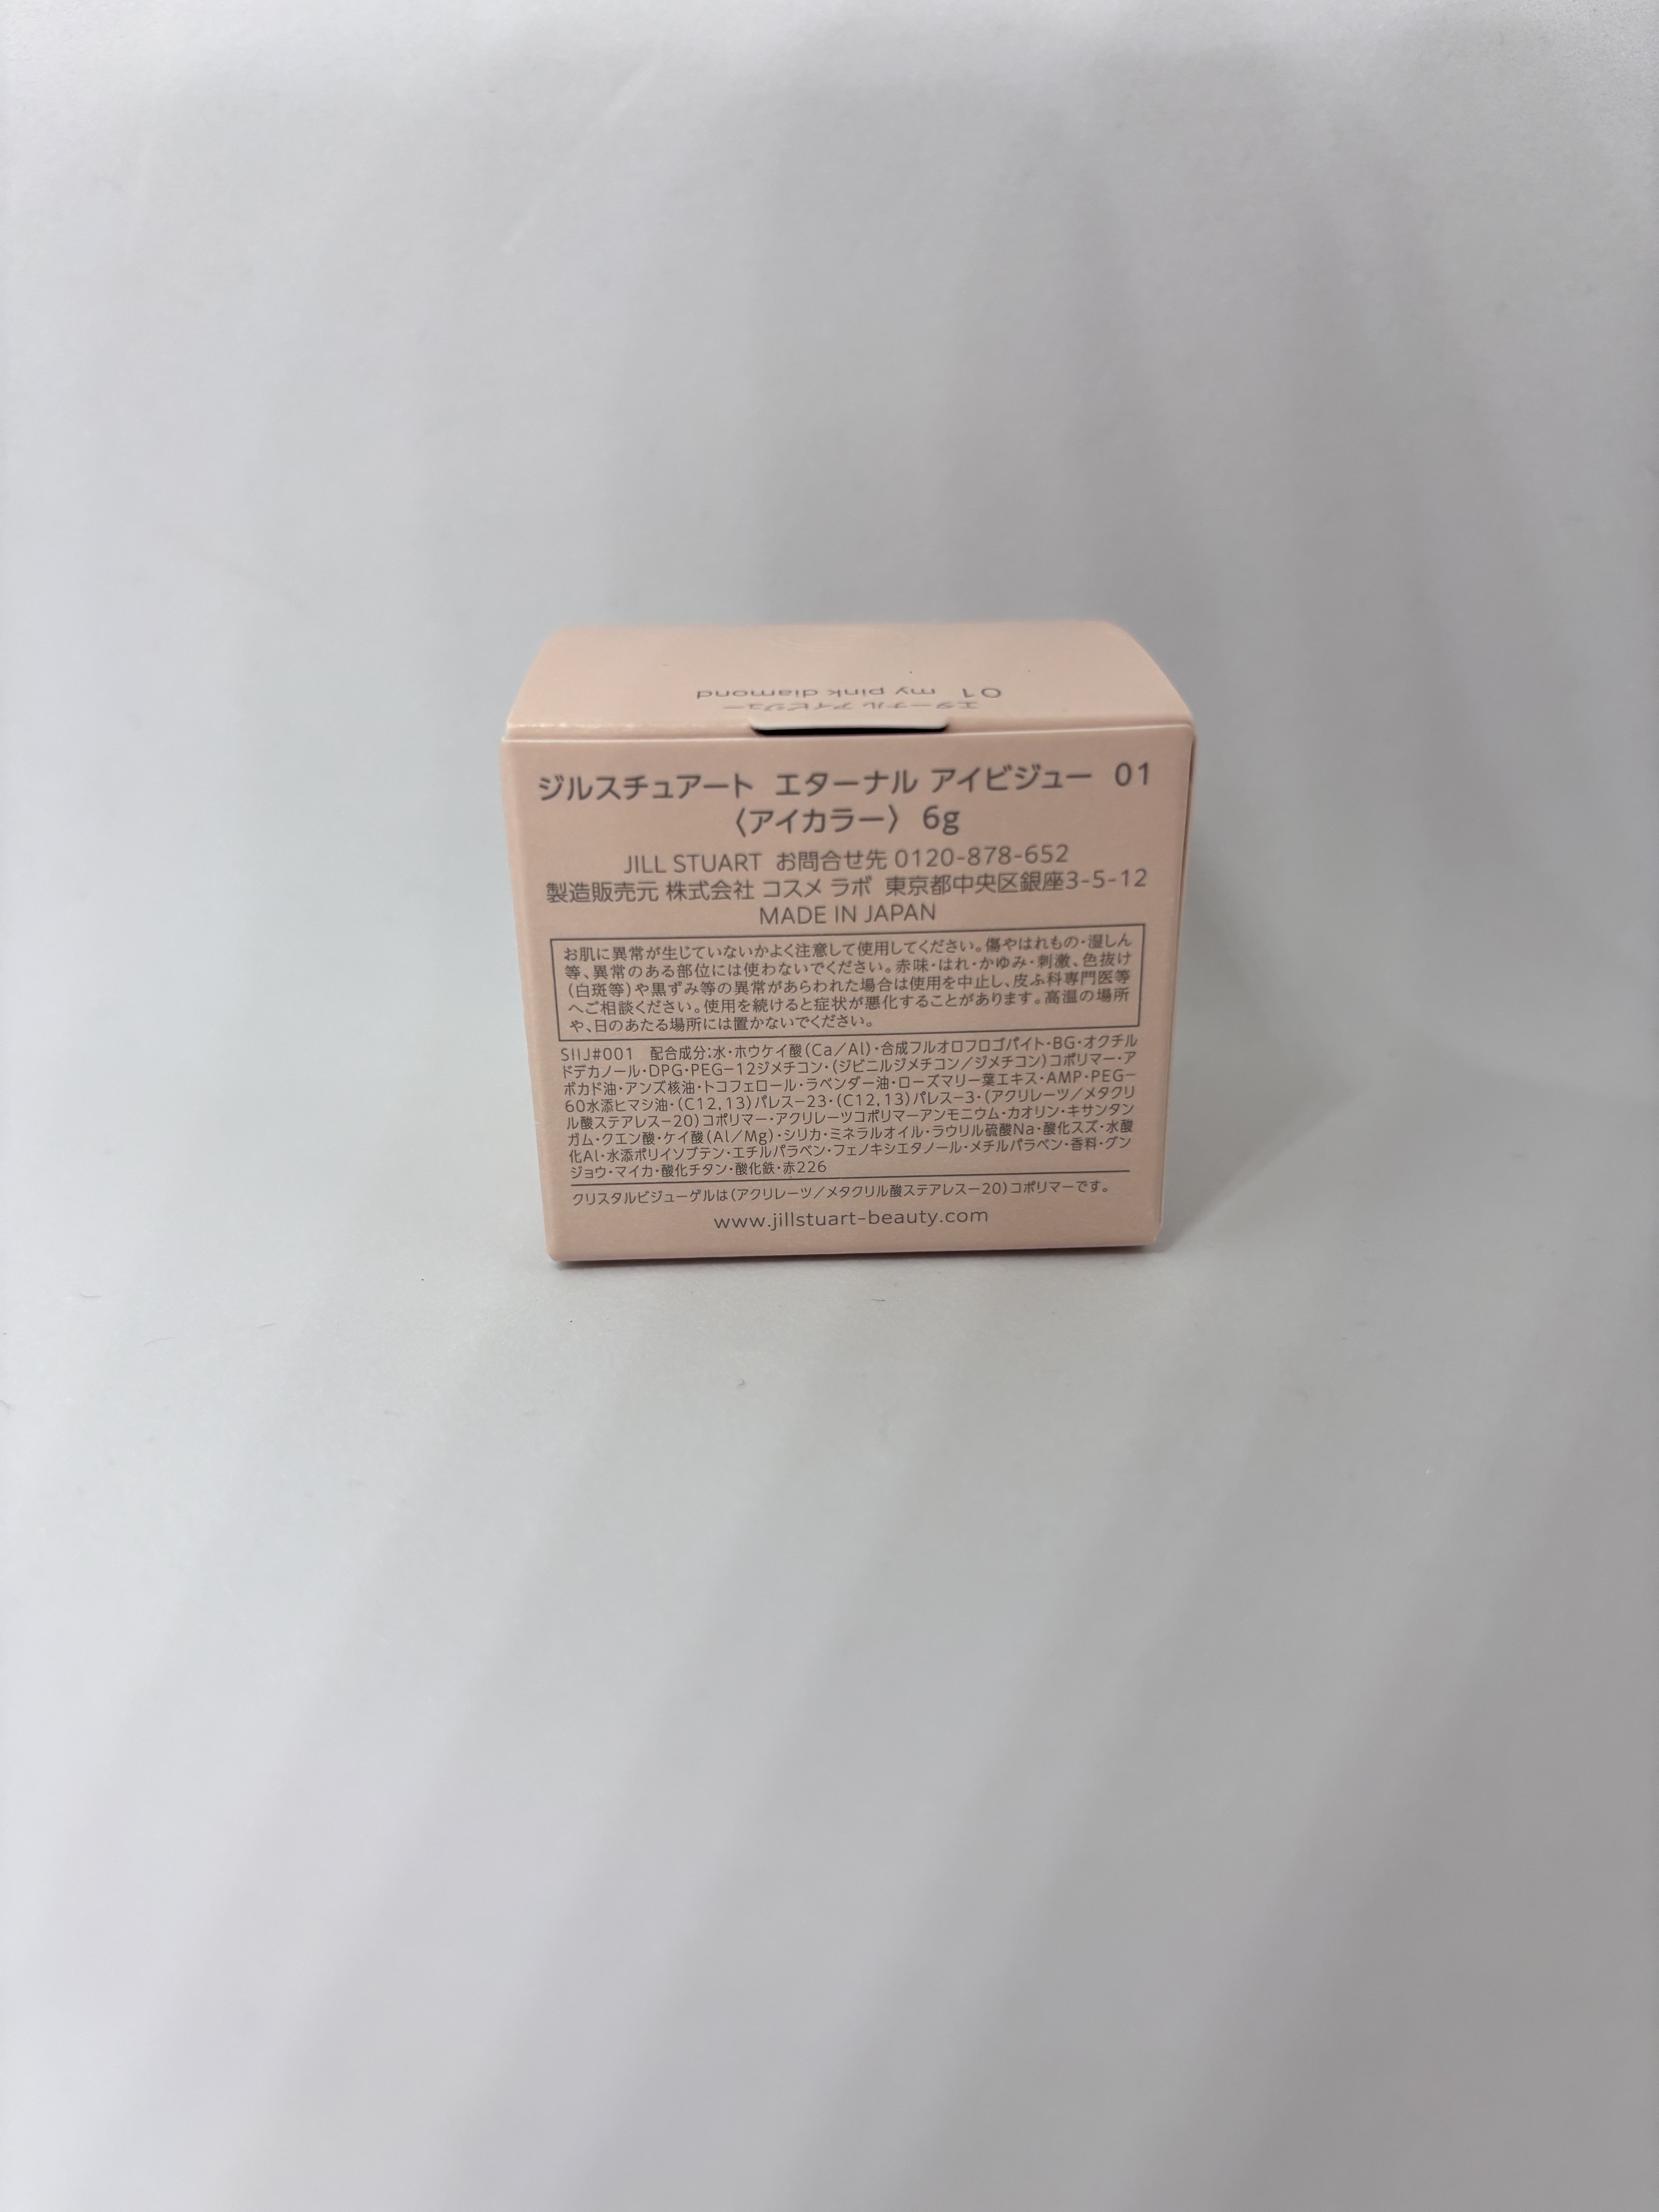 01 my pink diamond
エターナル アイビジュー
ジルスチュアート エターナル アイビジュー 01
〈アイカラー〉 6g
JILL STUART お問合せ先 0120-878-652
製造販売元 株式会社 コスメ ラボ 東京都中央区銀座3-5-12
MADE IN JAPAN
お肌に異常が生じていないかよく注意して使用してください。傷やはれもの・湿しん
等、異常のある部位には使わないでください。赤味・はれ・かゆみ・刺激、色抜け
(白斑等)や黒ずみ等の異常があらわれた場合は使用を中止し、皮ふ科専門医等
へご相談ください。使用を続けると症状が悪化することがあります。高温の場所
や、日のあたる場所には置かないでください。
SIIJ#001 配合成分:水・ホウケイ酸(Ca/Al)・合成フルオロフロゴパイト・BG・オクチル
ドデカノール・DPG・PEG-12ジメチコン・(ジビニルジメチコン/ジメチコン)コポリマー・ア
ボカド油・アンズ核油・トコフェロール・ラベンダー油・ローズマリー葉エキス・AMP・PEG-
60水添ヒマシ油・(C12,13)パレス-23・(C12,13)パレス-3・(アクリレーツ/メタクリ
ル酸ステアレス-20)コポリマー・アクリレーツコポリマーアンモニウム・カオリン・キサンタン
ガム・クエン酸・ケイ酸(Al/Mg)・シリカ・ミネラルオイル・ラウリル硫酸Na・酸化スズ・水酸
化Al・水添ポリイソブテン・エチルパラベン・フェノキシエタノール・メチルパラベン・香料・グン
ジョウ・マイカ・酸化チタン・酸化鉄・赤226
クリスタルビジューゲルは(アクリレーツ/メタクリル酸ステアレス-20)コポリマーです。
www.jillstuart-beauty.com